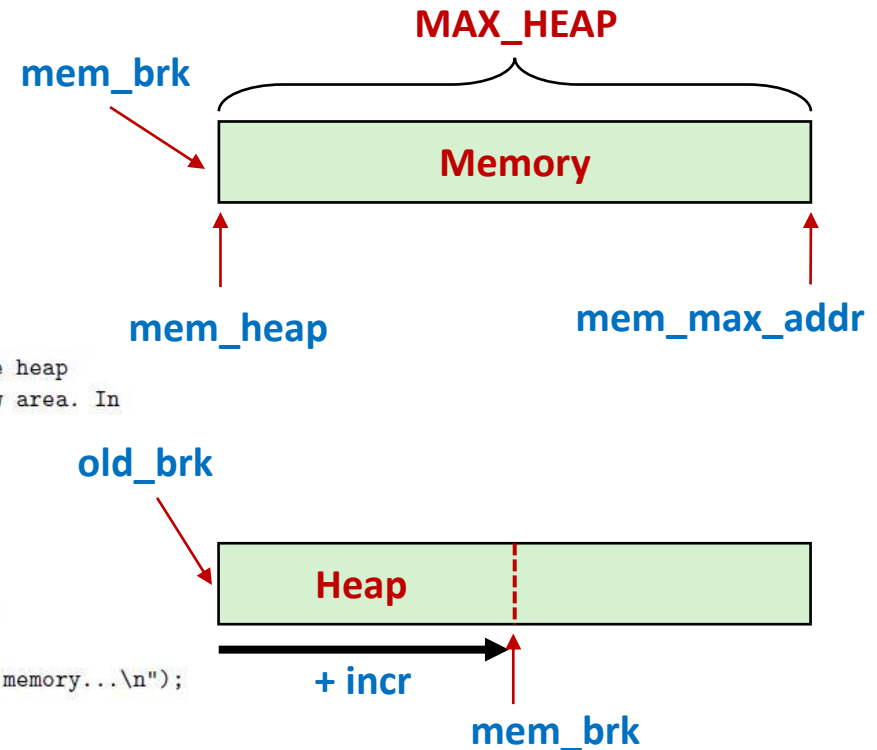 MAX_HEAP
mem_brk
Memory
mem_heap
mem_max_addr
heap
area. In
old_brk
Heap
memory...\n");
+ incr
mem_brk